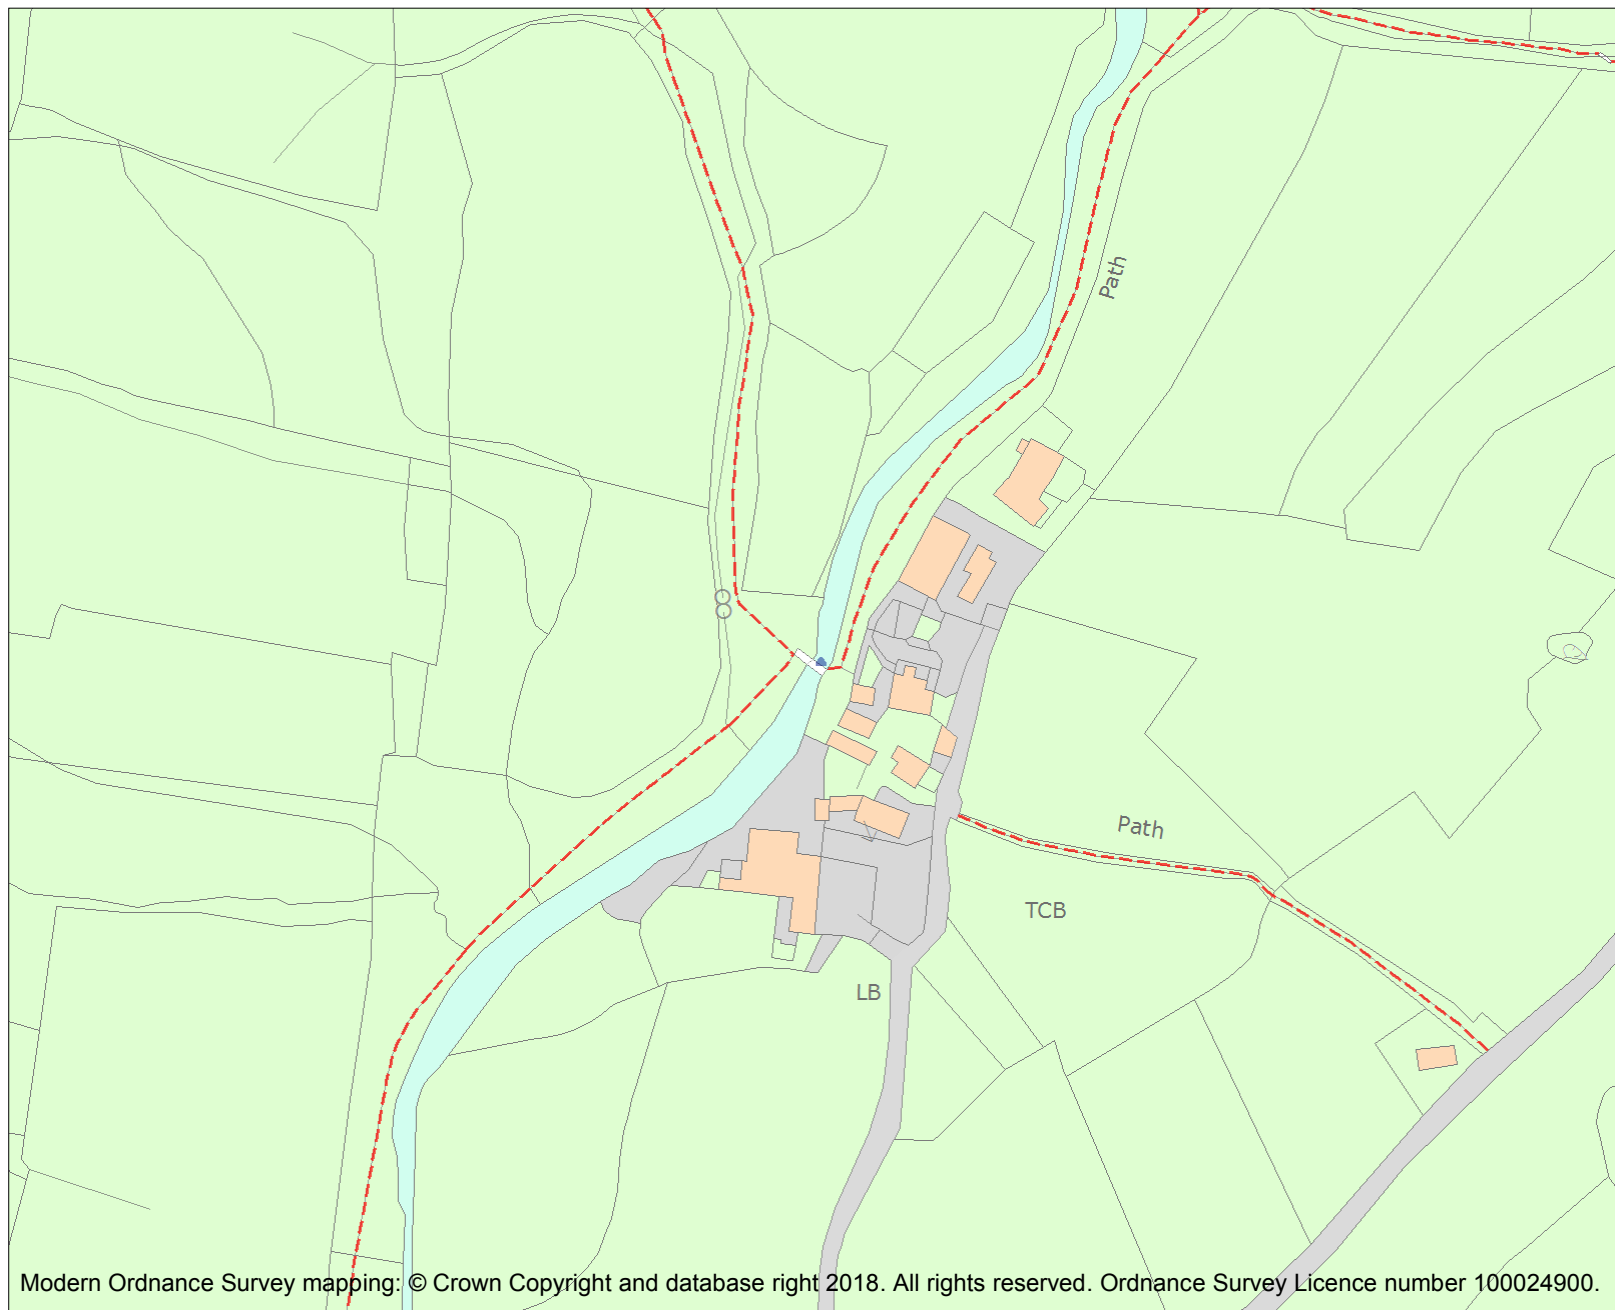 Path
Path
TCB
LB
Modern Ordnance Survey mapping: © Crown Copyright and database right 2018. All rights reserved. Ordnance Survey Licence number 100024900.